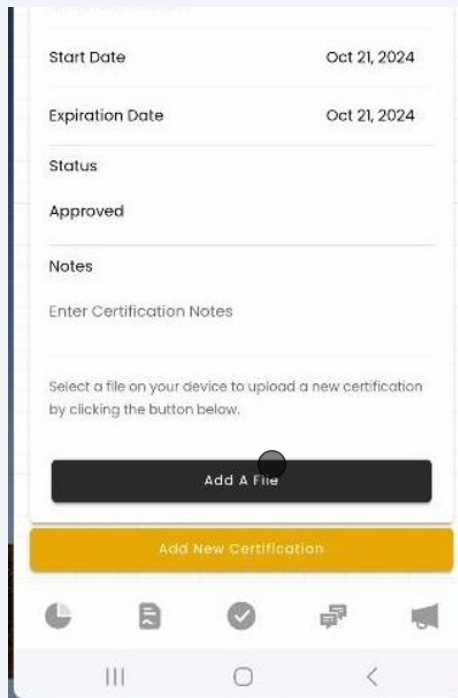 Start Date
Oct 21, 2024
Expiration Date
Oct 21, 2024
Status
Approved
Notes
Enter Certification Notes
Select a file on your device to upload a new certification
by clicking the button below.
Add A File
Add New Certification